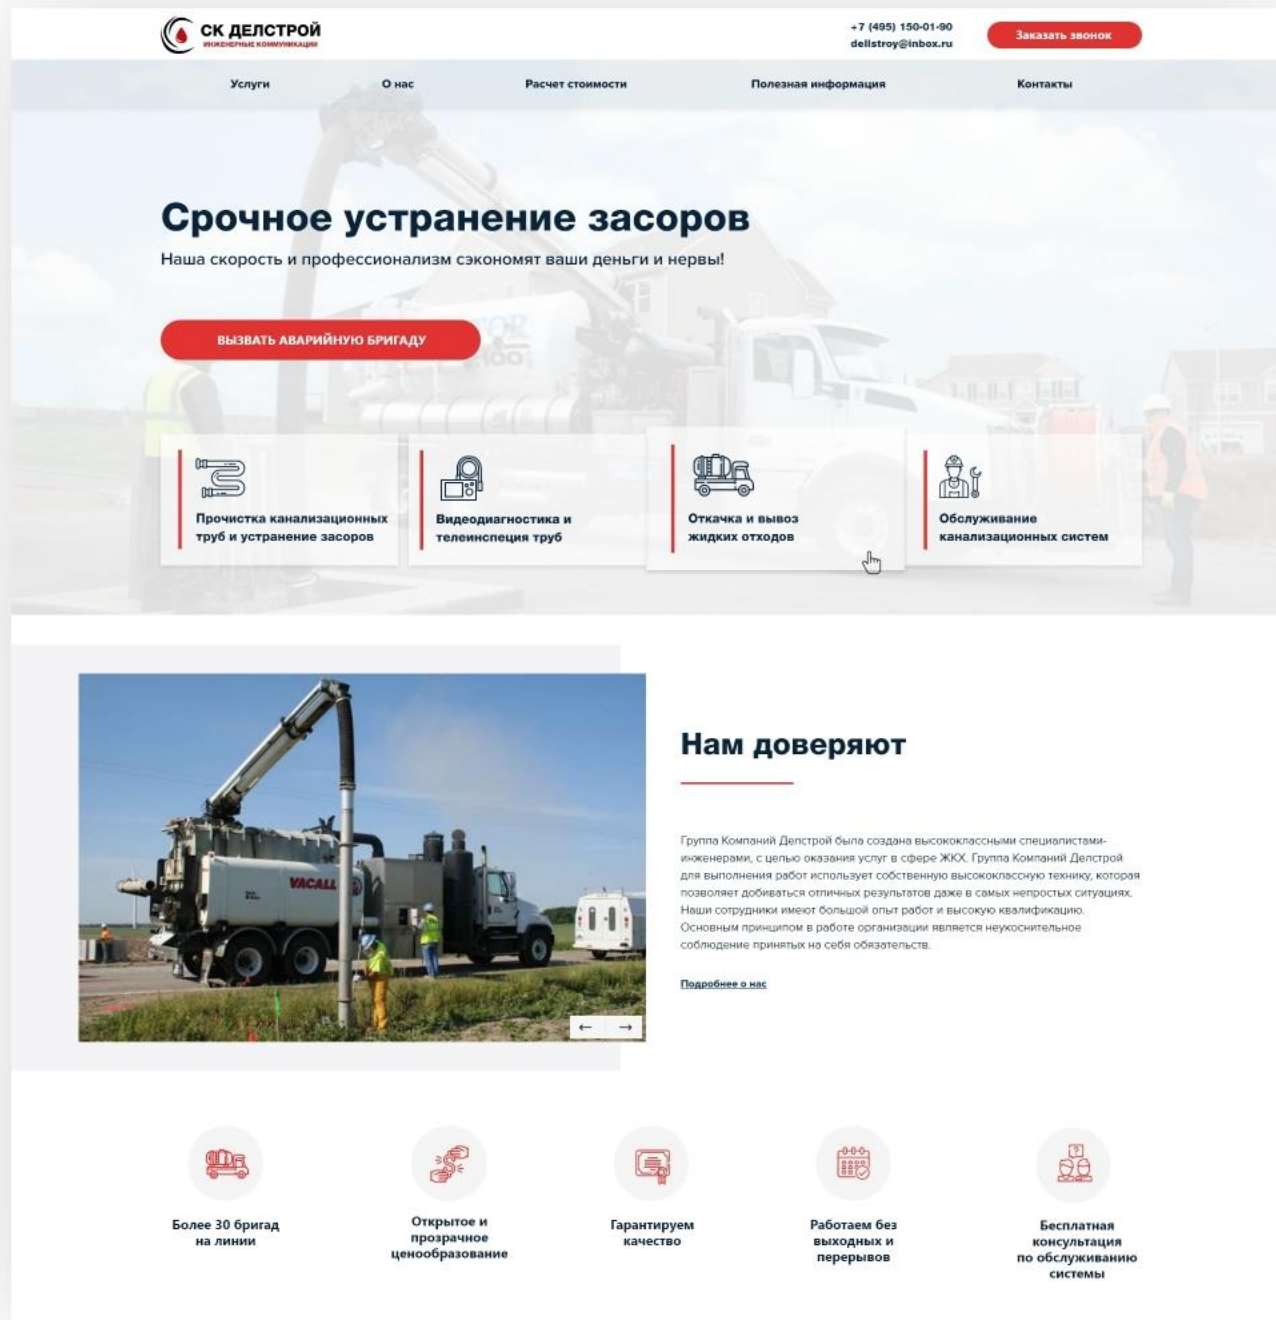 СК ДЕЛСТРОЙ
ИНЖЕНЕРНЫЕ КОММУНИКАЦИИ
+7 (495) 150-01-90
dellstroy@inbox.ru
Заказать звонок
Услуги
О нас
Расчет стоимости
Полезная информация
Контакты
Срочное устранение засоров
Наша скорость и профессионализм сэкономят ваши деньги и нервы!
ВЫЗВАТЬ АВАРИЙНУЮ БРИГАДУ
Прочистка канализационных
труб и устранение засоров
Видеодиагностика и
телеинспеция труб
Откачка и вывоз
жидких отходов
Обслуживание
канализационных систем
VACALL
Нам доверяют
Группа Компаний Делстрой была создана высококлассными специалистами-
инженерами, с целью оказания услуг в сфере ЖКХ. Группа Компаний Делстрой
для выполнения работ использует собственную высококлассную технику, которая
позволяет добиваться отличных результатов даже в самых непростых ситуациях.
Наши сотрудники имеют большой опыт работ и высокую квалификацию.
Основным принципом в работе организации является неукоснительное
соблюдение принятых на себя обязательств.
Подробнее о нас
← →
Более 30 бригад
на линии
Открытое и
прозрачное
ценообразование
Гарантируем
качество
Работаем без
выходных и
перерывов
Бесплатная
консультация
по обслуживанию
системы